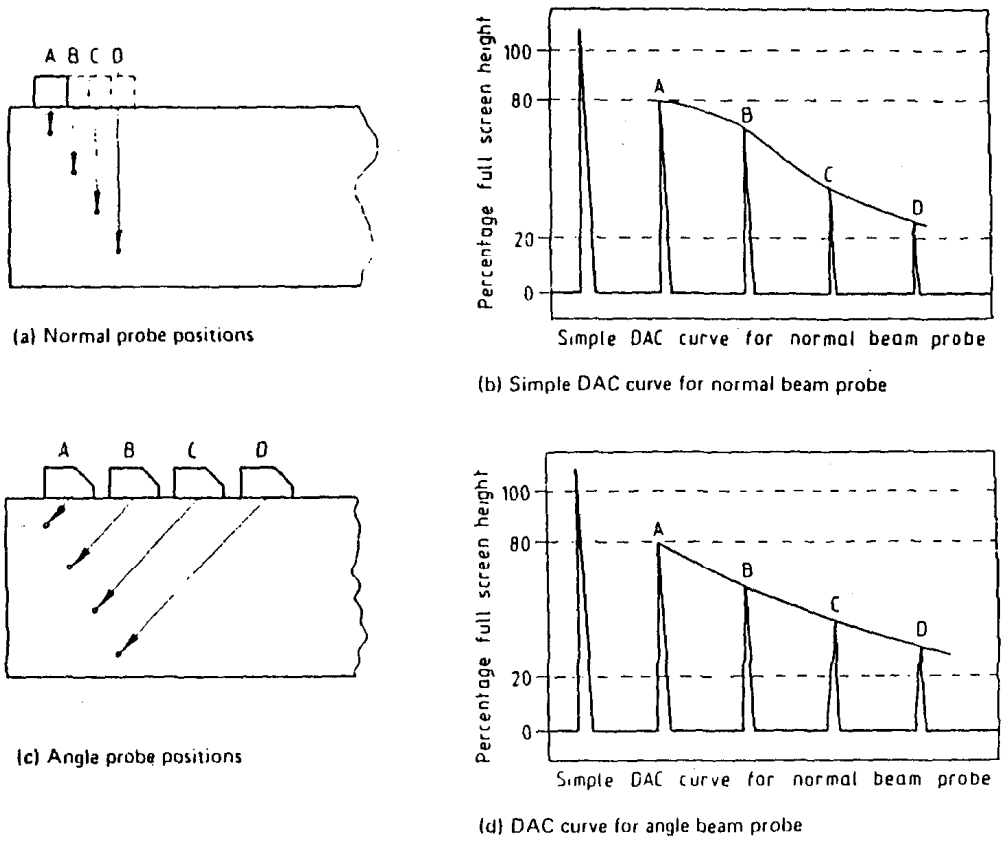 A B C D
(a) Normal probe positions
Percentage full screen height
100
80
20
0
A
B
C
D
Simple DAC curve for normal beam probe
(b) Simple DAC curve for normal beam probe
A B C D
(c) Angle probe positions
Percentage full screen height
100
80
20
0
A
B
C
D
Simple DAC curve for normal beam probe
(d) DAC curve for angle beam probe